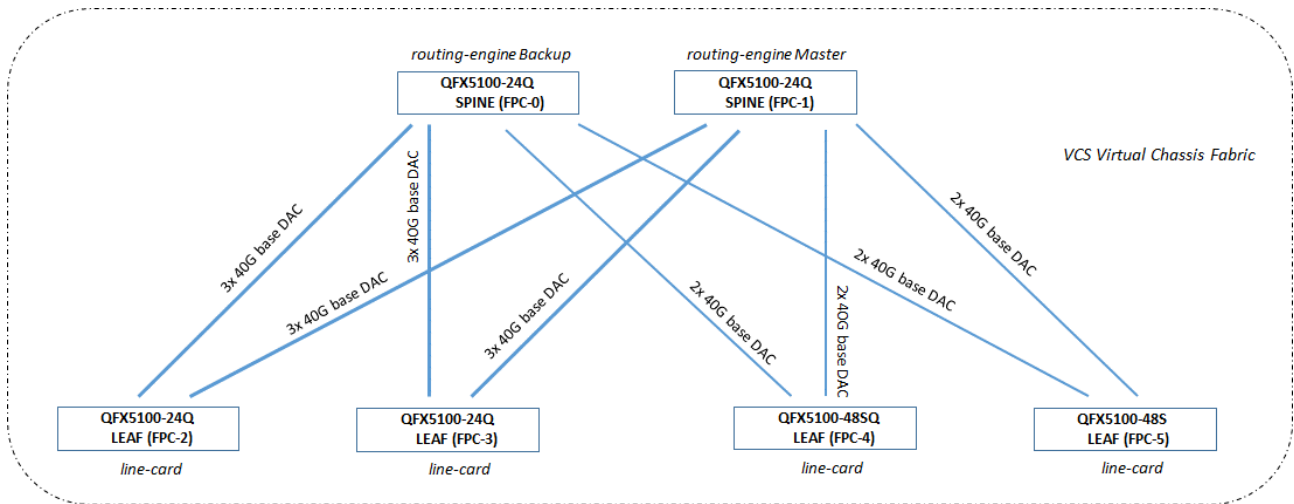 routing-engine Backup
routing-engine Master
QFX5100-24Q
SPINE (FPC-0)
QFX5100-24Q
SPINE (FPC-1)
VCS Virtual Chassis Fabric
3x 40G base DAC
3x 40G base DAC
3x 40G base DAC
3x 40G base DAC
2x 40G base DAC
2x 40G base DAC
2x 40G base DAC
2x 40G base DAC
QFX5100-24Q
LEAF (FPC-2)
line-card
QFX5100-24Q
LEAF (FPC-3)
line-card
QFX5100-48SQ
LEAF (FPC-4)
line-card
QFX5100-48S
LEAF (FPC-5)
line-card